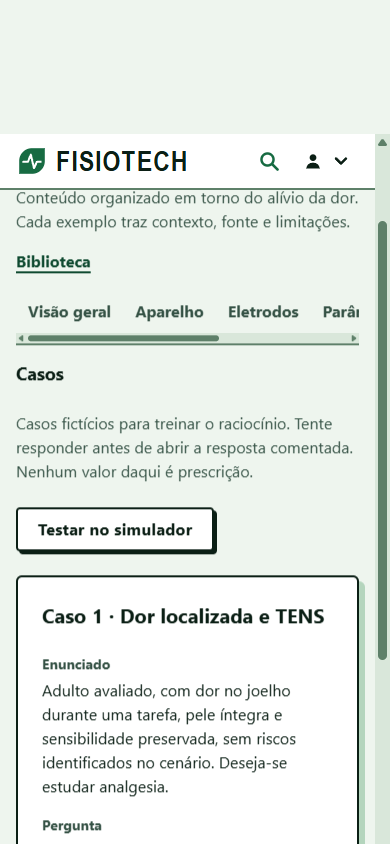 FISIOTECH
Conteúdo organizado em torno do alívio da dor.
Cada exemplo traz contexto, fonte e limitações.
Biblioteca
Visão geral Aparelho Eletrodos Parâ
Casos
Casos fictícios para treinar o raciocínio. Tente
responder antes de abrir a resposta comentada.
Nenhum valor daqui é prescrição.
Testar no simulador
Caso 1 · Dor localizada e TENS
Enunciado
Adulto avaliado, com dor no joelho
durante uma tarefa, pele íntegra e
sensibilidade preservada, sem riscos
identificados no cenário. Deseja-se
estudar analgesia.
Pergunta